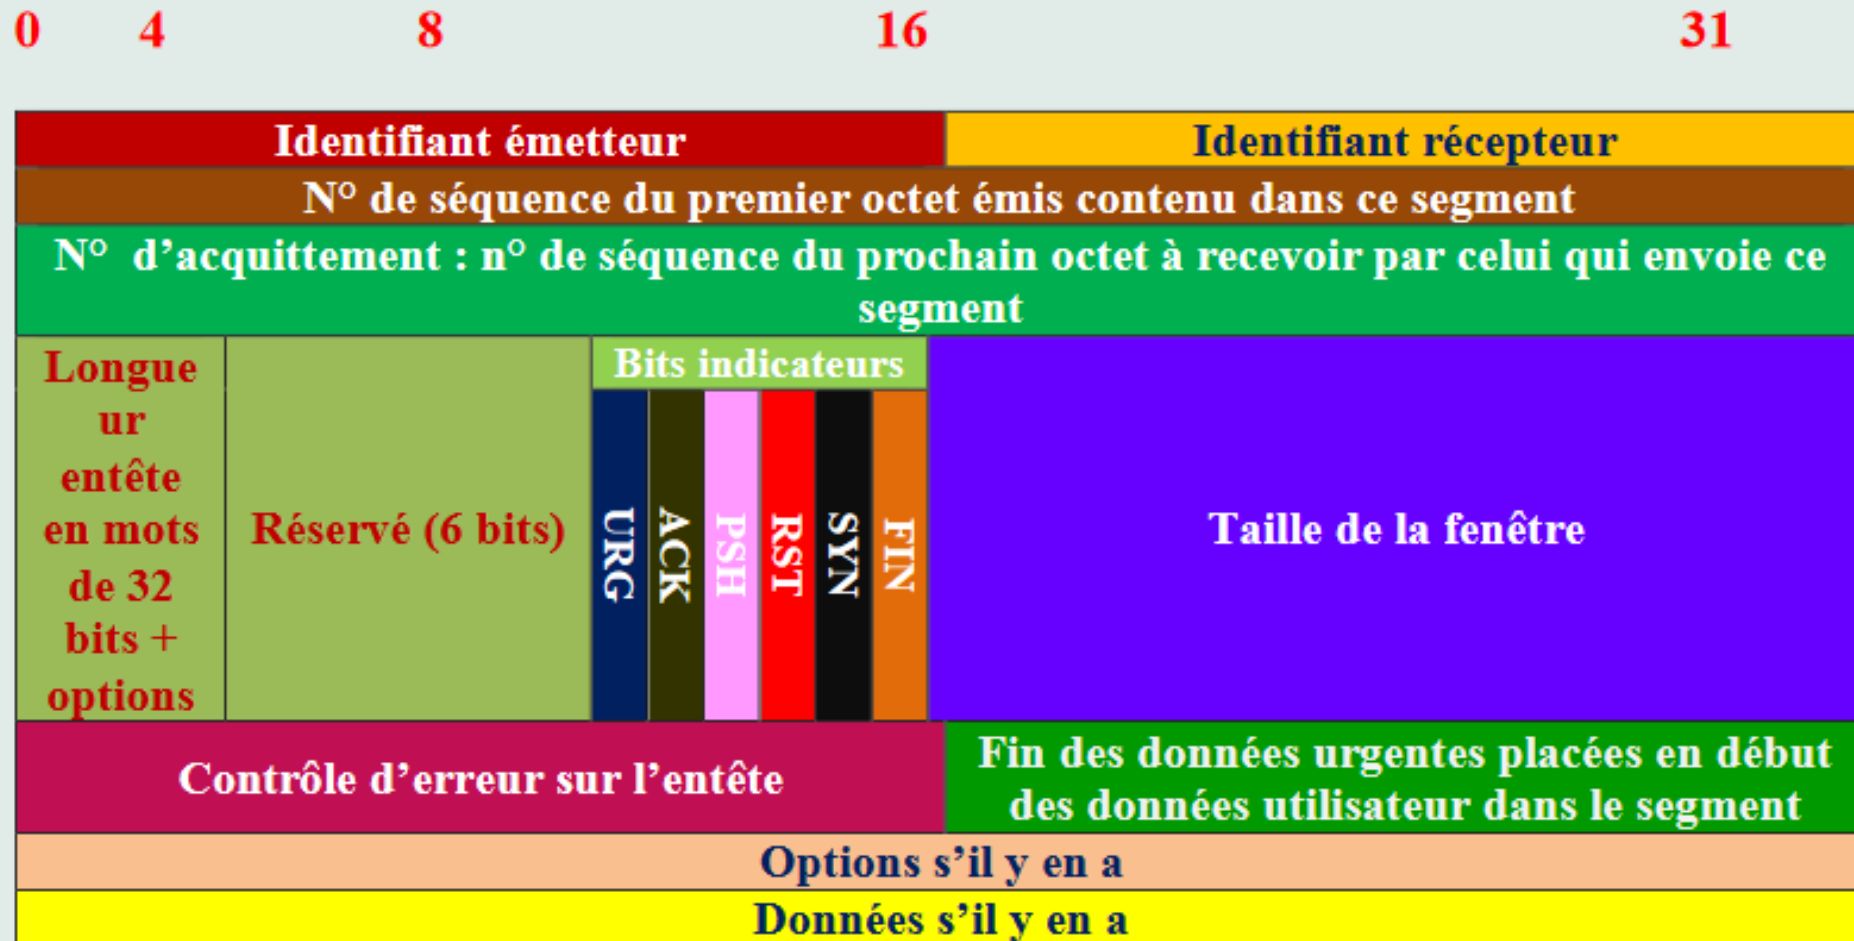 0 4 8 16 31
Identifiant émetteur Identifiant récepteur
N° de séquence du premier octet émis contenu dans ce segment
N° d’acquittement : n° de séquence du prochain octet à recevoir par celui qui envoie ce
segment
Longue
ur
entête
en mots
de 32
bits +
options
Réservé (6 bits)
Bits indicateurs
URG
ACK
PSH
RST
SYN
FIN
Taille de la fenêtre
Contrôle d’erreur sur l’entête
Fin des données urgentes placées en début
des données utilisateur dans le segment
Options s’il y en a
Données s’il y en a